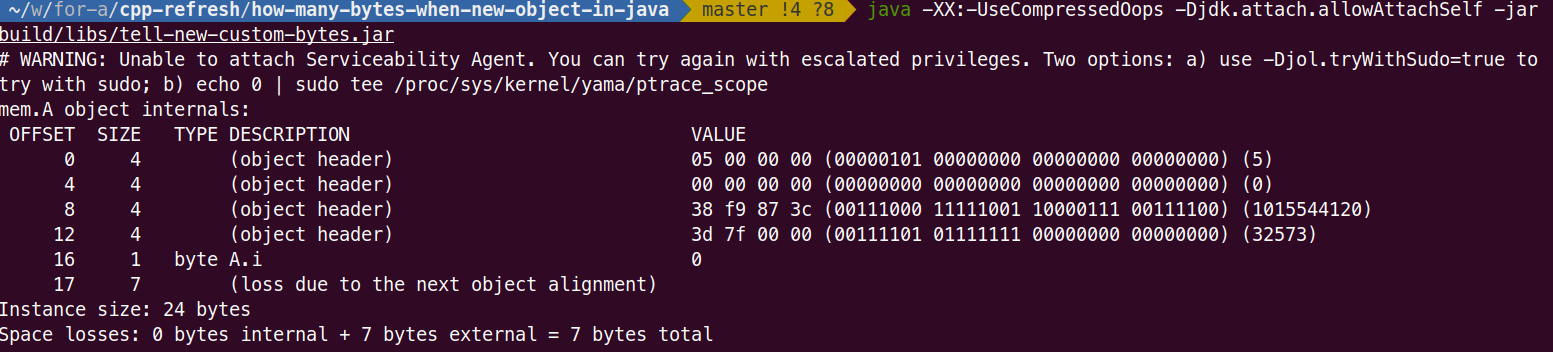 ~/w/for-a/cpp-refresh/how-many-bytes-when-new-object-in-java master !4 ?8 java -XX:-UseCompressedOops -Djdk.attach.allowAttachSelf -jar
build/libs/tell-new-custom-bytes.jar
# WARNING: Unable to attach Serviceability Agent. You can try again with escalated privileges. Two options: a) use -Djol.tryWithSudo=true to
try with sudo; b) echo 0 | sudo tee /proc/sys/kernel/yama/ptrace_scope
mem.A object internals:
OFFSET SIZE TYPE DESCRIPTION VALUE
0 4 (object header) 05 00 00 00 (00000101 00000000 00000000 00000000) (5)
4 4 (object header) 00 00 00 00 (00000000 00000000 00000000 00000000) (0)
8 4 (object header) 38 f9 87 3c (00111000 11111001 10000111 00111100) (1015544120)
12 4 (object header) 3d 7f 00 00 (00111101 01111111 00000000 00000000) (32573)
16 1 byte A.i 0
17 7 (loss due to the next object alignment)
Instance size: 24 bytes
Space losses: 0 bytes internal + 7 bytes external = 7 bytes total